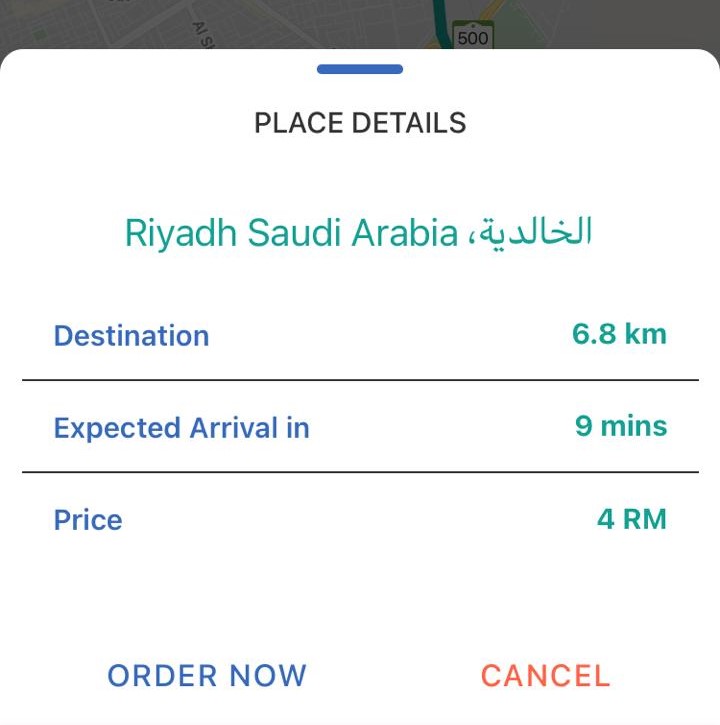 Al Sh
500
PLACE DETAILS
Riyadh Saudi Arabia ،الخالدية
Destination
6.8 km
Expected Arrival in
9 mins
Price
4 RM
ORDER NOW
CANCEL